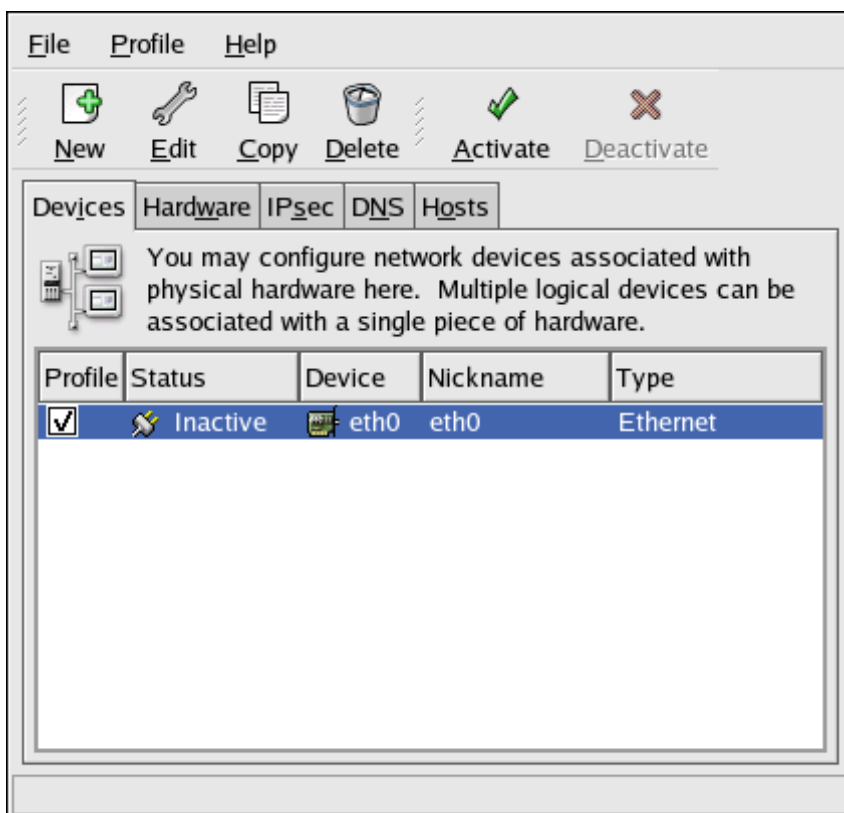 File Profile Help
New Edit Copy Delete Activate Deactivate
Devices Hardware IPsec DNS Hosts
You may configure network devices associated with
physical hardware here. Multiple logical devices can be
associated with a single piece of hardware.
Profile Status Device Nickname Type
Inactive eth0 eth0 Ethernet